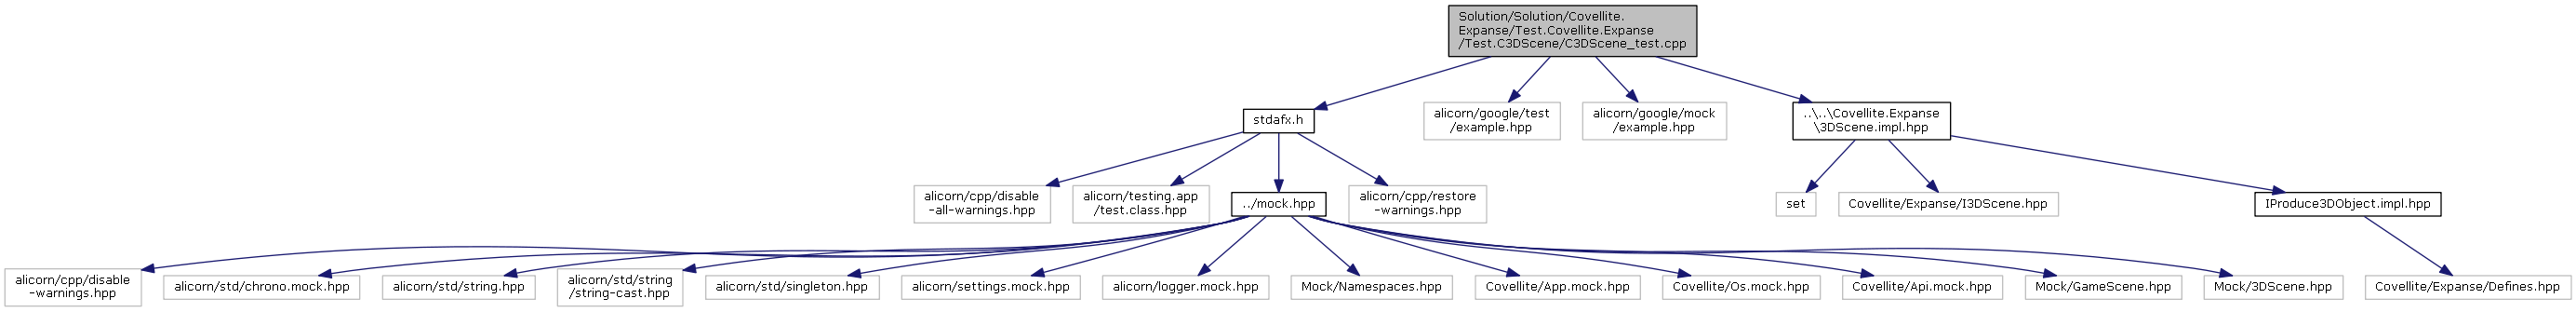 Solution/Solution/Covellite.
Expanse/Test.Covellite.Expanse
/Test.C3DScene/C3DScene_test.cpp
stdafx.h
alicorn/google/test
/example.hpp
alicorn/google/mock
/example.hpp
..\..\Covellite.Expanse
\3DScene.impl.hpp
alicorn/cpp/disable
-all-warnings.hpp
alicorn/testing.app
/test.class.hpp
../mock.hpp
alicorn/cpp/restore
-warnings.hpp
set
Covellite/Expanse/I3DScene.hpp
IProduce3DObject.impl.hpp
alicorn/cpp/disable
-warnings.hpp
alicorn/std/chrono.mock.hpp
alicorn/std/string.hpp
alicorn/std/string
/string-cast.hpp
alicorn/std/singleton.hpp
alicorn/settings.mock.hpp
alicorn/logger.mock.hpp
Mock/Namespaces.hpp
Covellite/App.mock.hpp
Covellite/Os.mock.hpp
Covellite/Api.mock.hpp
Mock/GameScene.hpp
Mock/3DScene.hpp
Covellite/Expanse/Defines.hpp